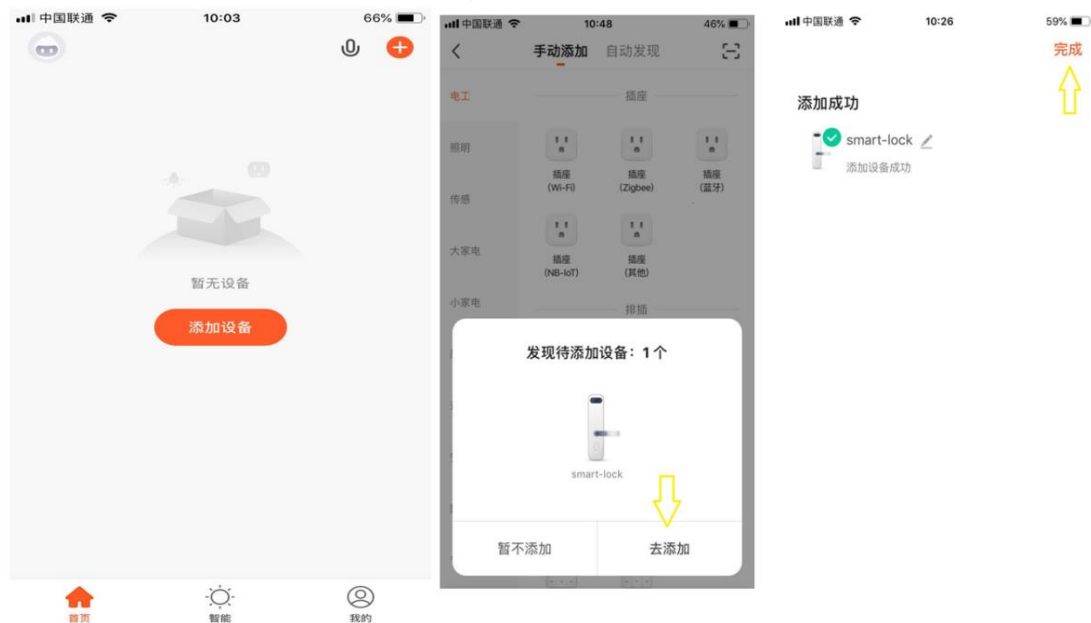 中国联通
10:03
66%
暂无设备
添加设备
首页
智能
我的
中国联通
10:48
46%
手动添加
自动发现
电工
插座
照明
传感
大家电
小家电
插座
(Wi-Fi)
插座
(Zigbee)
插座
(蓝牙)
插座
(NB-IoT)
插座
(其他)
排插
发现待添加设备：1个
smart-lock
暂不添加
去添加
中国联通
10:26
59%
完成
添加成功
smart-lock
添加设备成功